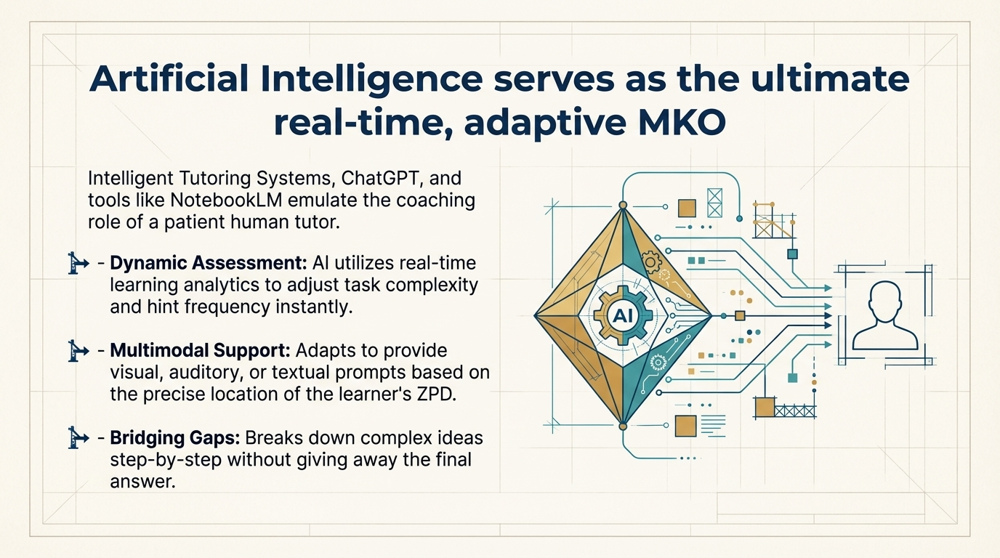 Artificial Intelligence serves as the ultimate
real-time, adaptive MKO
Intelligent Tutoring Systems, ChatGPT, and
tools like NotebookLM emulate the coaching
role of a patient human tutor.
- Dynamic Assessment: AI utilizes real-time
learning analytics to adjust task complexity
and hint frequency instantly.
- Multimodal Support: Adapts to provide
visual, auditory, or textual prompts based on
the precise location of the learner's ZPD.
- Bridging Gaps: Breaks down complex ideas
step-by-step without giving away the final
answer.
AI